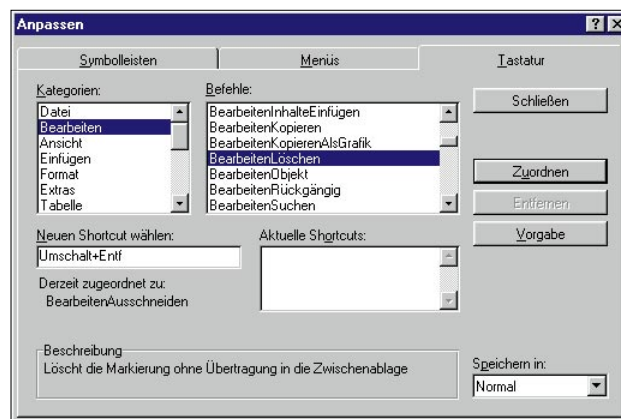 Anpassen
Symbolleisten
Menüs
Tastatur
Kategorien:
Datei
Bearbeiten
Ansicht
Einfügen
Format
Extras
Tabelle
Befehle:
BearbeitenInhalteEinfügen
BearbeitenKopieren
BearbeitenKopierenAlsGrafik
BearbeitenLöschen
BearbeitenObjekt
BearbeitenRückgängig
BearbeitenSuchen
Schließen
Zuordnen
Entfernen
Vorgabe
Neuen Shortcut wählen:
Umschalt+Entf
Derzeit zugeordnet zu:
BearbeitenAusschneiden
Aktuelle Shortcuts:
Beschreibung
Löscht die Markierung ohne Übertragung in die Zwischenablage
Speichern in:
Normal